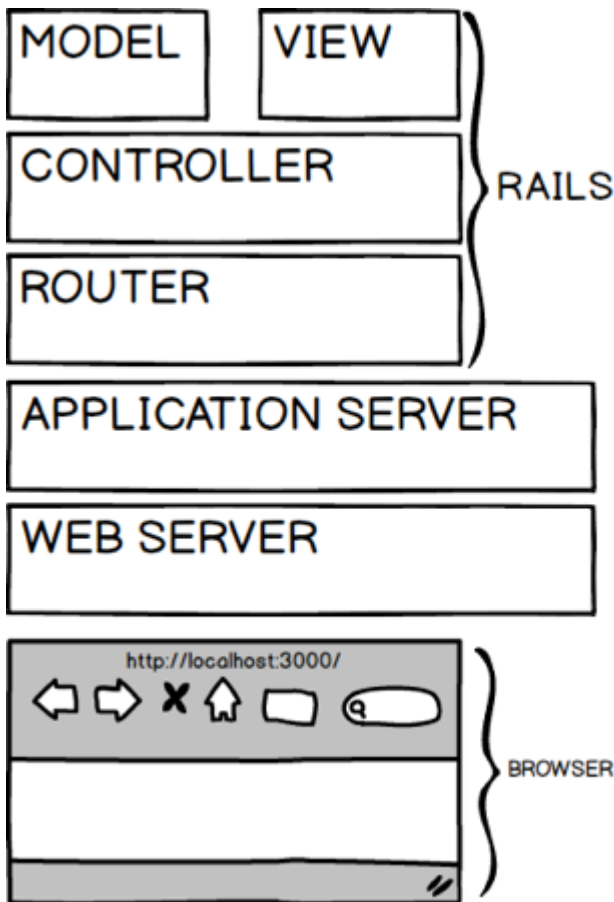 MODEL
VIEW
CONTROLLER
RAILS
ROUTER
APPLICATION SERVER
WEB SERVER
http://localhost:3000/
BROWSER